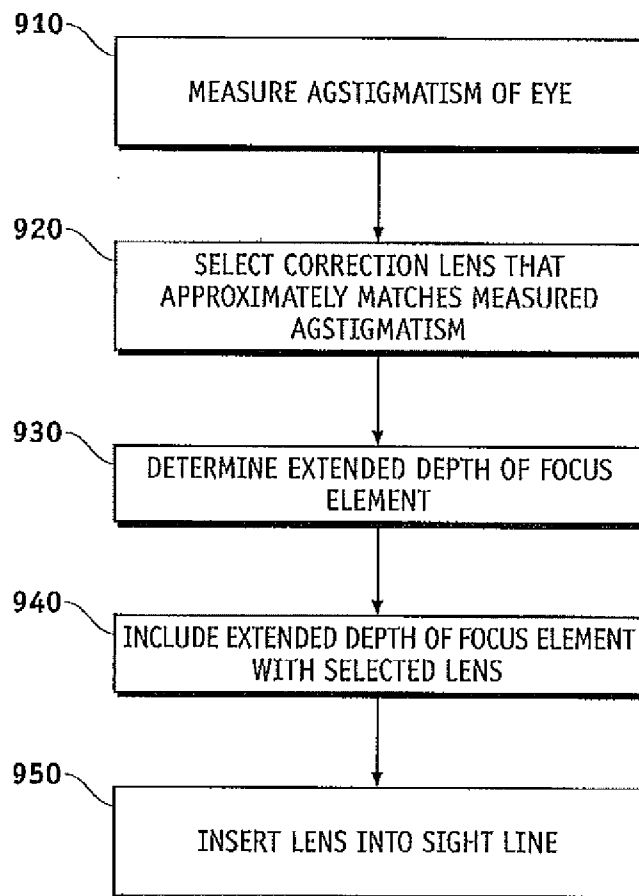 910
MEASURE AGSTIGMATISM OF EYE
920
SELECT CORRECTION LENS THAT
APPROXIMATELY MATCHES MEASURED
AGSTIGMATISM
930
DETERMINE EXTENDED DEPTH OF FOCUS
ELEMENT
940
INCLUDE EXTENDED DEPTH OF FOCUS ELEMENT
WITH SELECTED LENS
950
INSERT LENS INTO SIGHT LINE